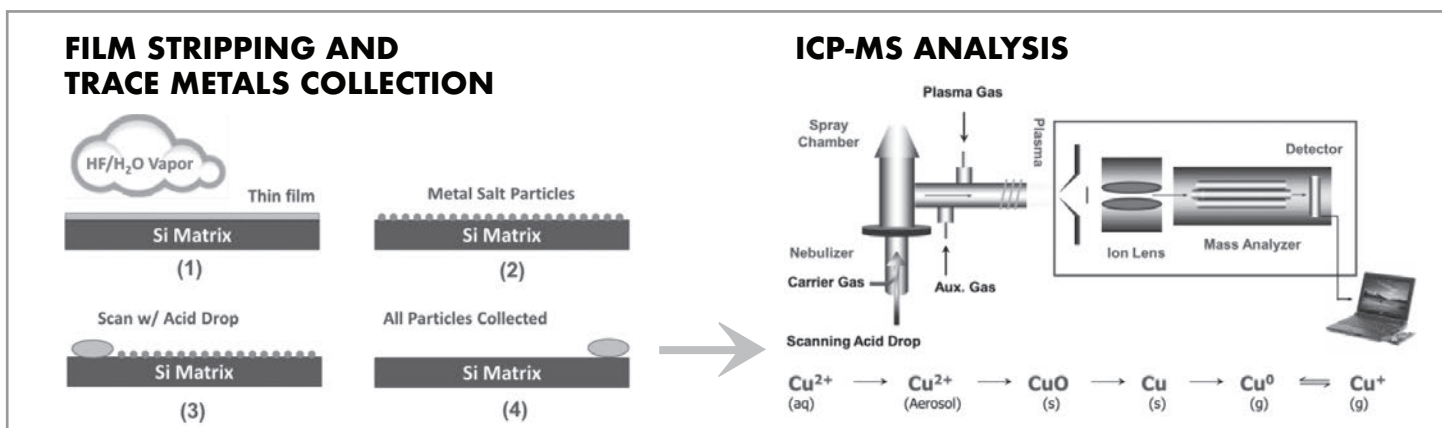 FILM STRIPPING AND
TRACE METALS COLLECTION
HF/H₂O Vapor
Thin film
Si Matrix
(1)
Metal Salt Particles
Si Matrix
(2)
Scan w/ Acid Drop
Si Matrix
(3)
All Particles Collected
Si Matrix
(4)
ICP-MS ANALYSIS
Plasma Gas
Spray
Chamber
Plasma
Detector
Nebulizer
Carrier Gas
Aux. Gas
Ion Lens
Mass Analyzer
Scanning Acid Drop
Cu²⁺ → Cu²⁺ → CuO → Cu → Cu⁰ ⇌ Cu⁺
(aq) (Aerosol) (s) (s) (g) (g)